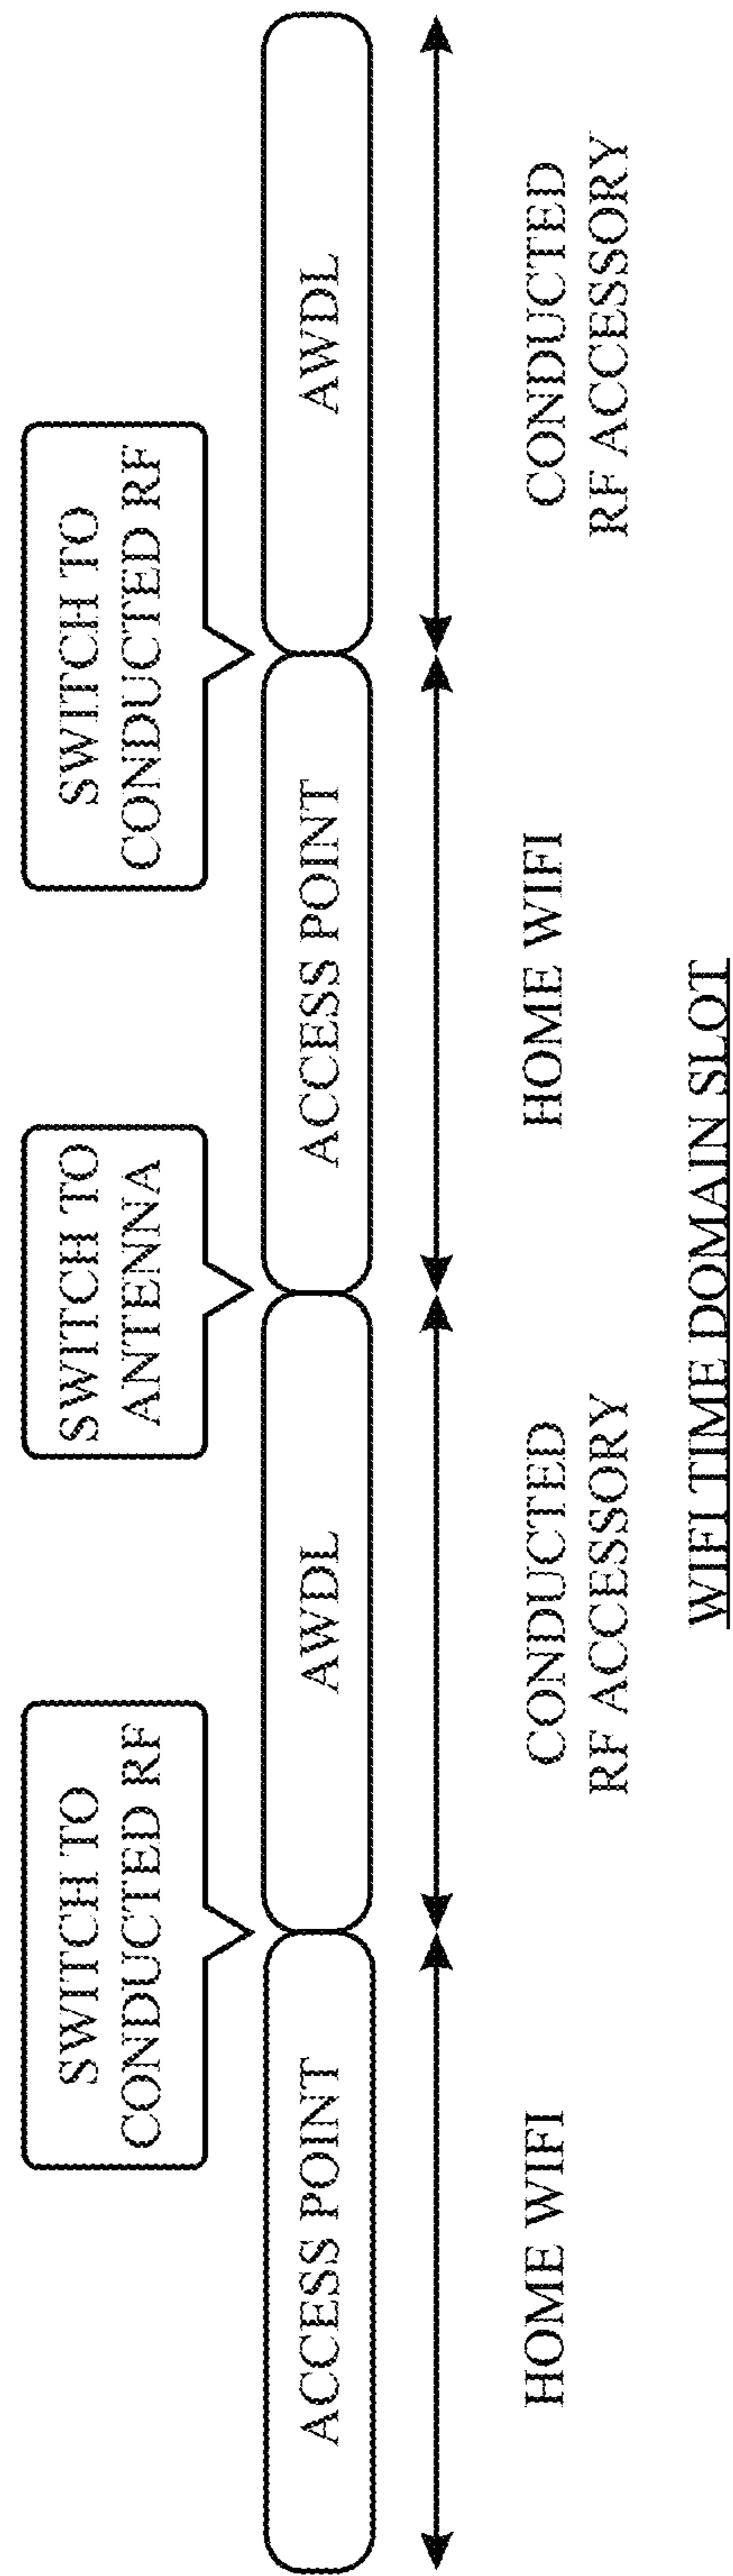 SWITCH TO
CONDUCTED RF
SWITCH TO
ANTENNA
SWITCH TO
CONDUCTED RF
ACCESS POINT
AWDL
ACCESS POINT
AWDL
HOME WIFI
CONDUCTED
RF ACCESSORY
HOME WIFI
CONDUCTED
RF ACCESSORY
WIFI TIME DOMAIN SLOT